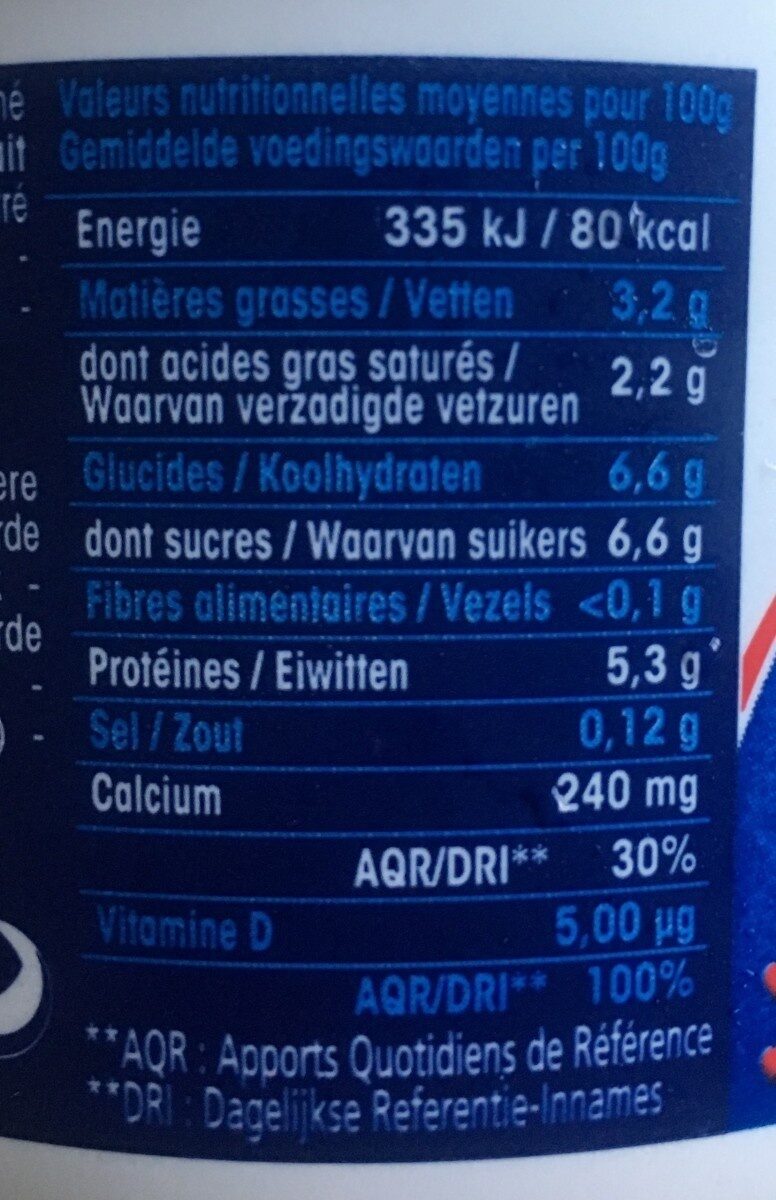 Valeurs nutritionnelles moyennes pour 100g
Gemiddelde voedingswaarden per 100g
Energie 335 kJ / 80 kcal
Matières grasses / Vetten 3,2 g
dont acides gras saturés /
Waarvan verzadigde vetzuren 2,2 g
Glucides / Koolhydraten 6,6 g
dont sucres / Waarvan suikers 6,6 g
Fibres alimentaires / Vezels <0,1 g
Protéines / Eiwitten 5,3 g
Sel / Zout 0,12 g
Calcium 240 mg
AQR/DRI** 30%
Vitamine D 5,00 µg
AQR/DRI** 100%
**AQR : Apports Quotidiens de Référence
**DRI : Dagelijkse Referentie-Innames